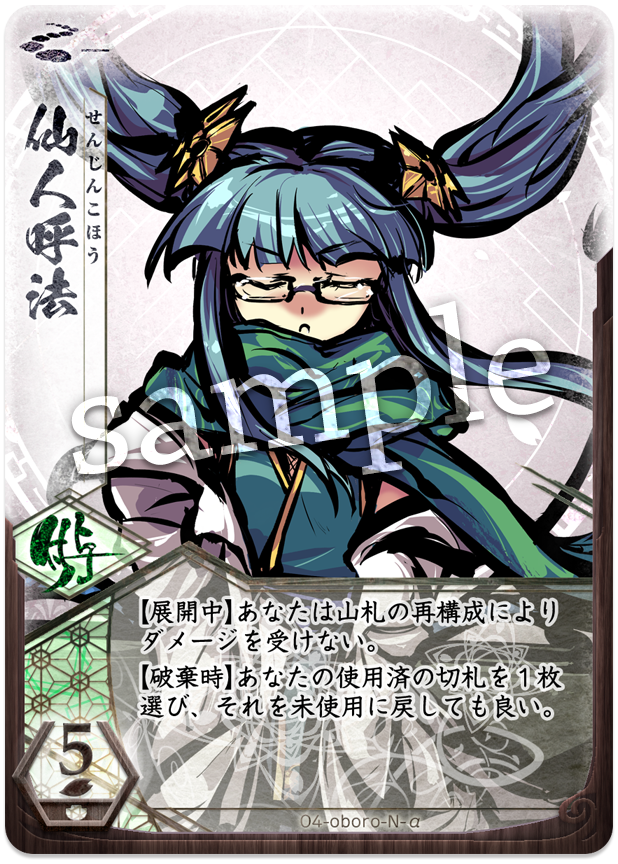 仙人呼法
せんじんこほう
sample
【展開中】あなたは山札の再構成により
ダメージを受けない。
【破棄時】あなたの使用済の切札を1枚
選び、それを未使用に戻しても良い。
5
04-oboro-N-α